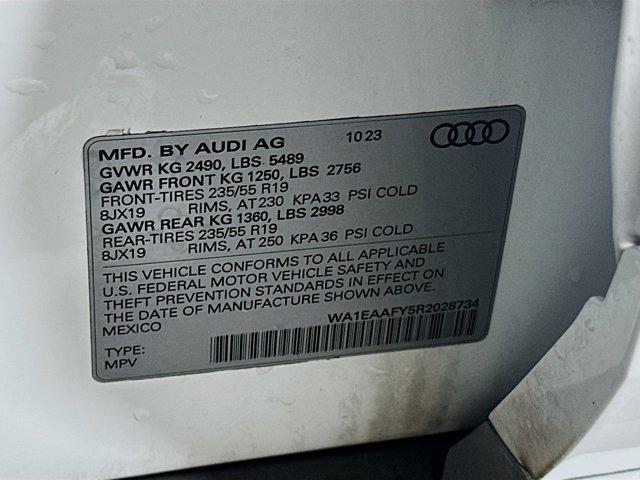 MFD. BY AUDI AG 10 23
GVWR KG 2490, LBS 5489
GAWR FRONT KG 1250, LBS 2756
FRONT-TIRES 235/55 R19
8JX19 RIMS, AT 230 KPA 33 PSI COLD
GAWR REAR KG 1360, LBS 2998
REAR-TIRES 235/55 R19
8JX19 RIMS, AT 250 KPA 36 PSI COLD
THIS VEHICLE CONFORMS TO ALL APPLICABLE
U.S. FEDERAL MOTOR VEHICLE SAFETY AND
THEFT PREVENTION STANDARDS IN EFFECT ON
THE DATE OF MANUFACTURE SHOWN ABOVE.
MEXICO
WA1EAAFY5R2028734
TYPE:
MPV